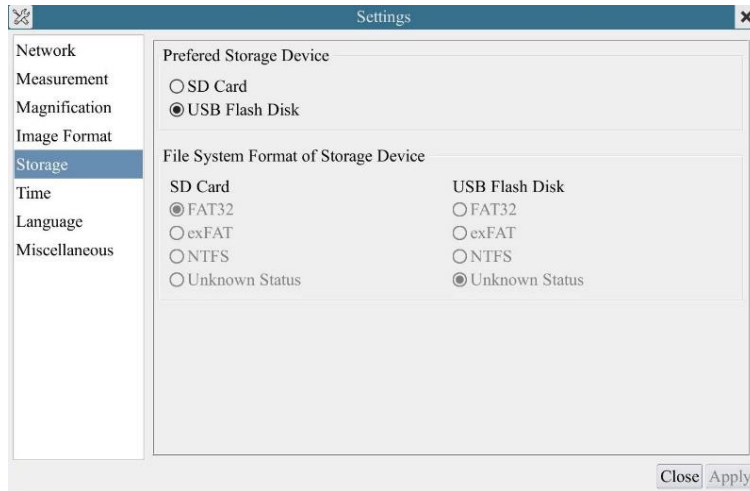 Settings
Network
Measurement
Magnification
Image Format
Storage
Time
Language
Miscellaneous
Prefered Storage Device
SD Card
USB Flash Disk
File System Format of Storage Device
SD Card
FAT32
exFAT
NTFS
Unknown Status
USB Flash Disk
FAT32
exFAT
NTFS
Unknown Status
Close Apply